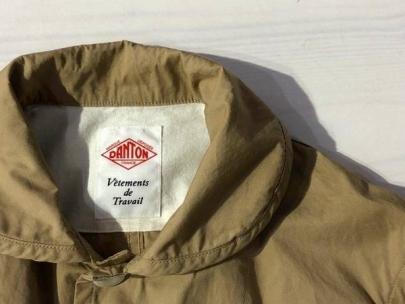 DANTON
Vêtements
de
Travail